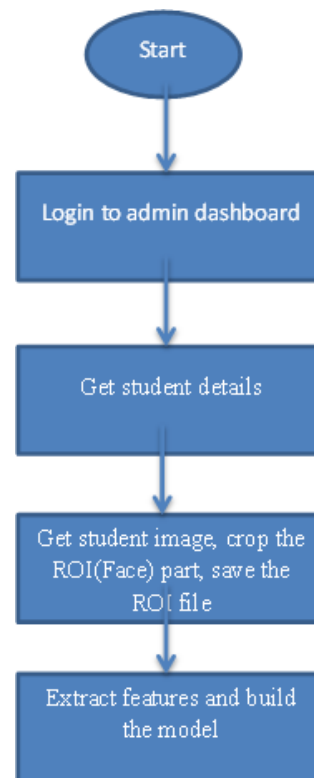 Start
Login to admin dashboard
Get student details
Get student image, crop the
ROI(Face) part, save the
ROI file
Extract features and build
the model